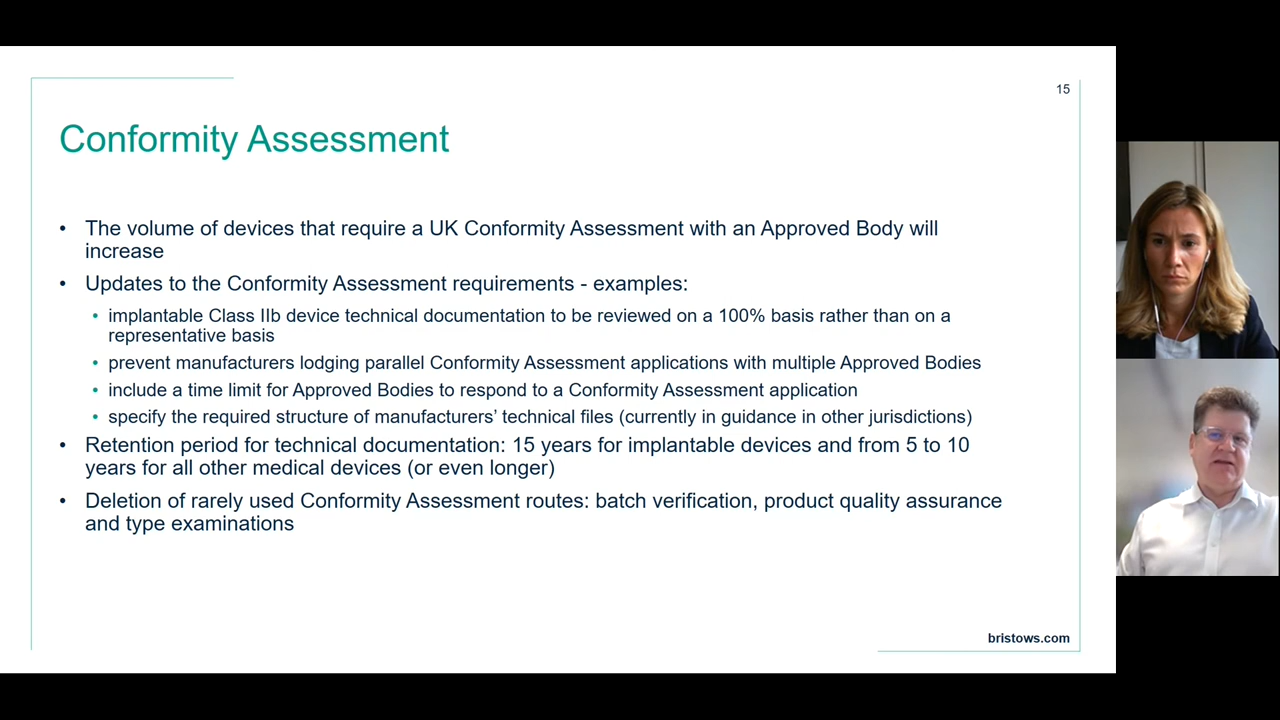 15
Conformity Assessment
• The volume of devices that require a UK Conformity Assessment with an Approved Body will
increase
• Updates to the Conformity Assessment requirements - examples:
• implantable Class IIb device technical documentation to be reviewed on a 100% basis rather than on a
representative basis
• prevent manufacturers lodging parallel Conformity Assessment applications with multiple Approved Bodies
• include a time limit for Approved Bodies to respond to a Conformity Assessment application
• specify the required structure of manufacturers’ technical files (currently in guidance in other jurisdictions)
• Retention period for technical documentation: 15 years for implantable devices and from 5 to 10
years for all other medical devices (or even longer)
• Deletion of rarely used Conformity Assessment routes: batch verification, product quality assurance
and type examinations
bristows.com